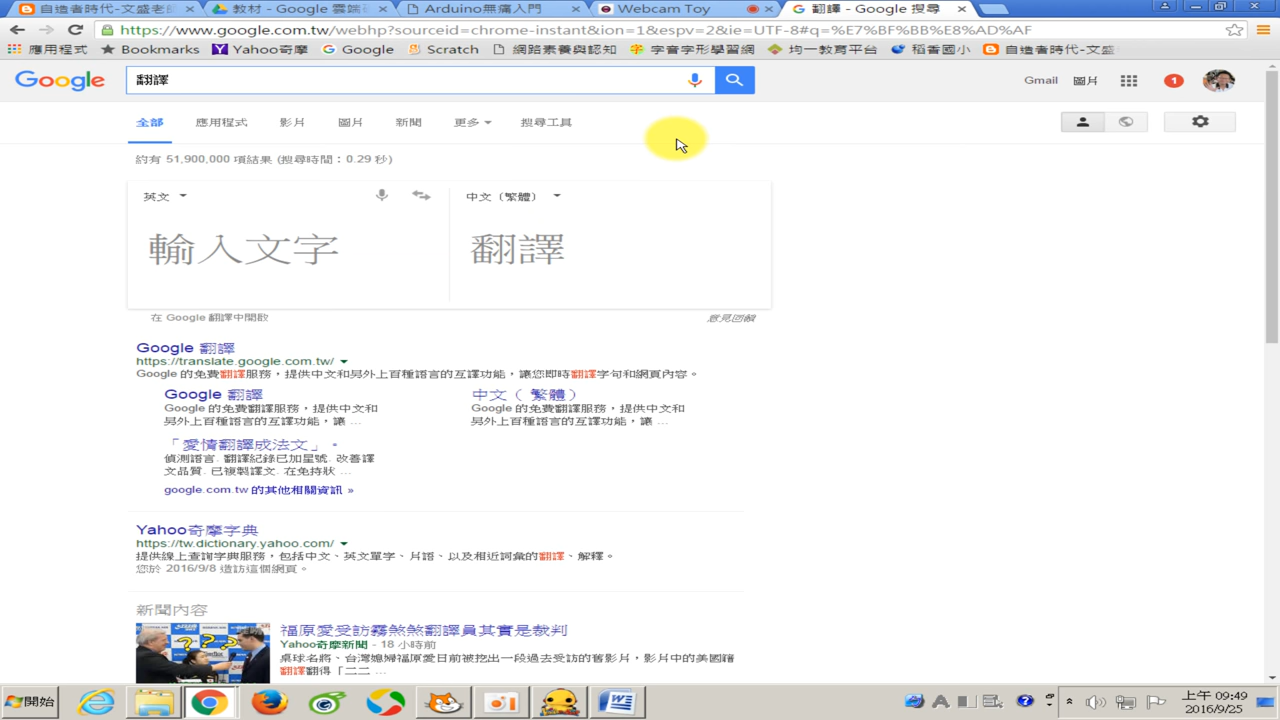 自造者時代-文盛老師
教材 - Google 雲端硬
Arduino無痛入門
Webcam Toy
翻譯 - Google 搜尋
https://www.google.com.tw/webhp?sourceid=chrome-instant&ion=1&espv=2&ie=UTF-8#q=%E7%BF%BB%E8%AD%AF
應用程式
Bookmarks
Yahoo奇摩
Google
Scratch
網路素養與認知
字音字形學習網
均一教育平台
稻香國小
自造者時代-文盛
Google
翻譯
Gmail
圖片
1
全部
應用程式
影片
圖片
新聞
更多
搜尋工具
約有 51,900,000 項結果 (搜尋時間：0.29 秒)
英文
中文（繁體）
輸入文字
翻譯
在 Google 翻譯中開啟
意見回饋
Google 翻譯
https://translate.google.com.tw/
Google 的免費翻譯服務，提供中文和另外上百種語言的互譯功能，讓您即時翻譯字句和網頁內容。
Google 翻譯
中文（ 繁體）
Google 的免費翻譯服務，提供中文和
Google 的免費翻譯服務，提供中文和
另外上百種語言的互譯功能，讓 ...
另外上百種語言的互譯功能，讓 ...
「愛情翻譯成法文」。
偵測語言. 翻譯紀錄已加星號. 改善譯
文品質. 已複製譯文. 在免持狀 ...
google.com.tw 的其他相關資訊 »
Yahoo奇摩字典
https://tw.dictionary.yahoo.com/
提供線上查詢字典服務，包括中文、英文單字、片語、以及相近詞彙的翻譯、解釋。
您於 2016/9/8 造訪這個網頁。
新聞內容
???
福原愛受訪霧煞煞翻譯員其實是裁判
Yahoo奇摩新聞 - 18 小時前
桌球名將、台灣媳婦福原愛日前被挖出一段過去受訪的舊影片，影片中的美國籍
翻譯翻得「二二 ...
開始
上午 09:49
2016/9/25